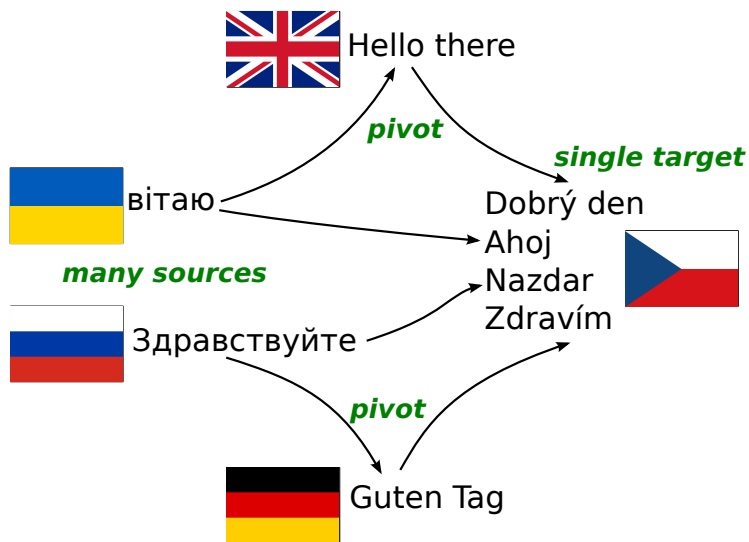 Hello there
pivot
single target
вітаю
Dobrý den
Ahoj
many sources
Nazdar
Zdravím
Здравствуйте
pivot
Guten Tag